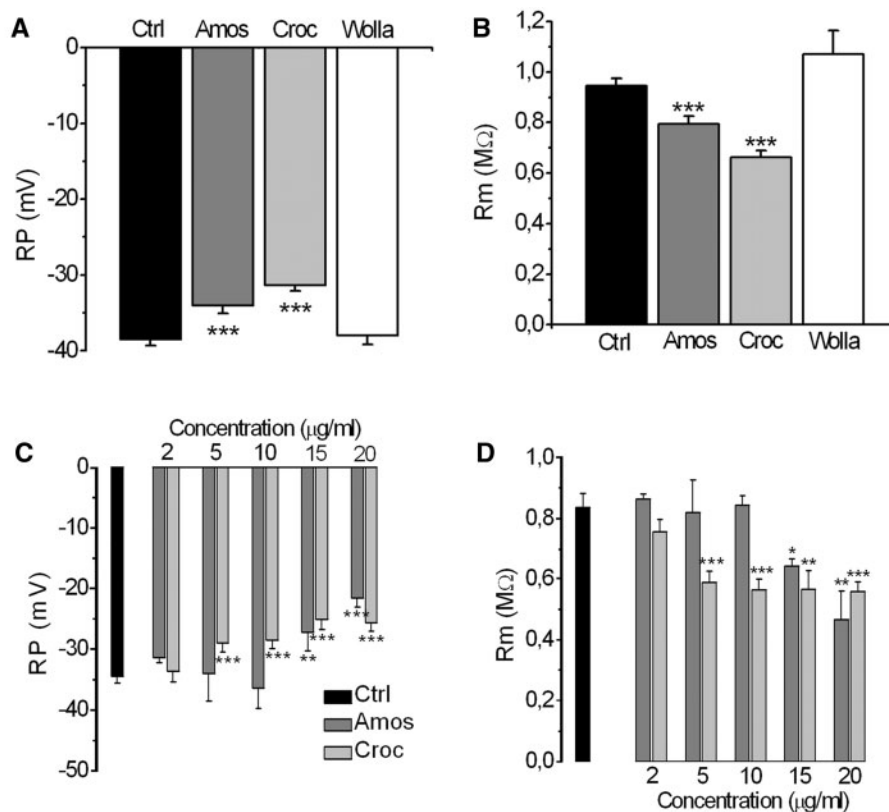 A
Ctrl Amos Croc Wolla
0
-10
-20
-30
-40
RP (mV)
*** ***
B
1,2
1,0
0,8
0,6
0,4
0,2
0,0
Rm (MΩ)
*** ***
Ctrl Amos Croc Wolla
C
Concentration (μg/ml)
2 5 10 15 20
0
-10
-20
-30
-40
-50
RP (mV)
*** *** ** *** *** ***
Ctrl
Amos
Croc
D
1,0
0,8
0,6
0,4
0,2
0,0
Rm (MΩ)
*** *** * ** ** ***
2 5 10 15 20
Concentration (μg/ml)